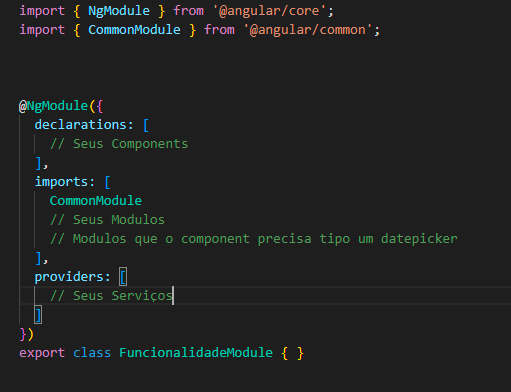 import { NgModule } from '@angular/core';
import { CommonModule } from '@angular/common';
@NgModule({
declarations: [
// Seus Components
],
imports: [
CommonModule
// Seus Modulos
// Modulos que o component precisa tipo um datepicker
],
providers: [
// Seus Serviços
]
})
export class FuncionalidadeModule { }